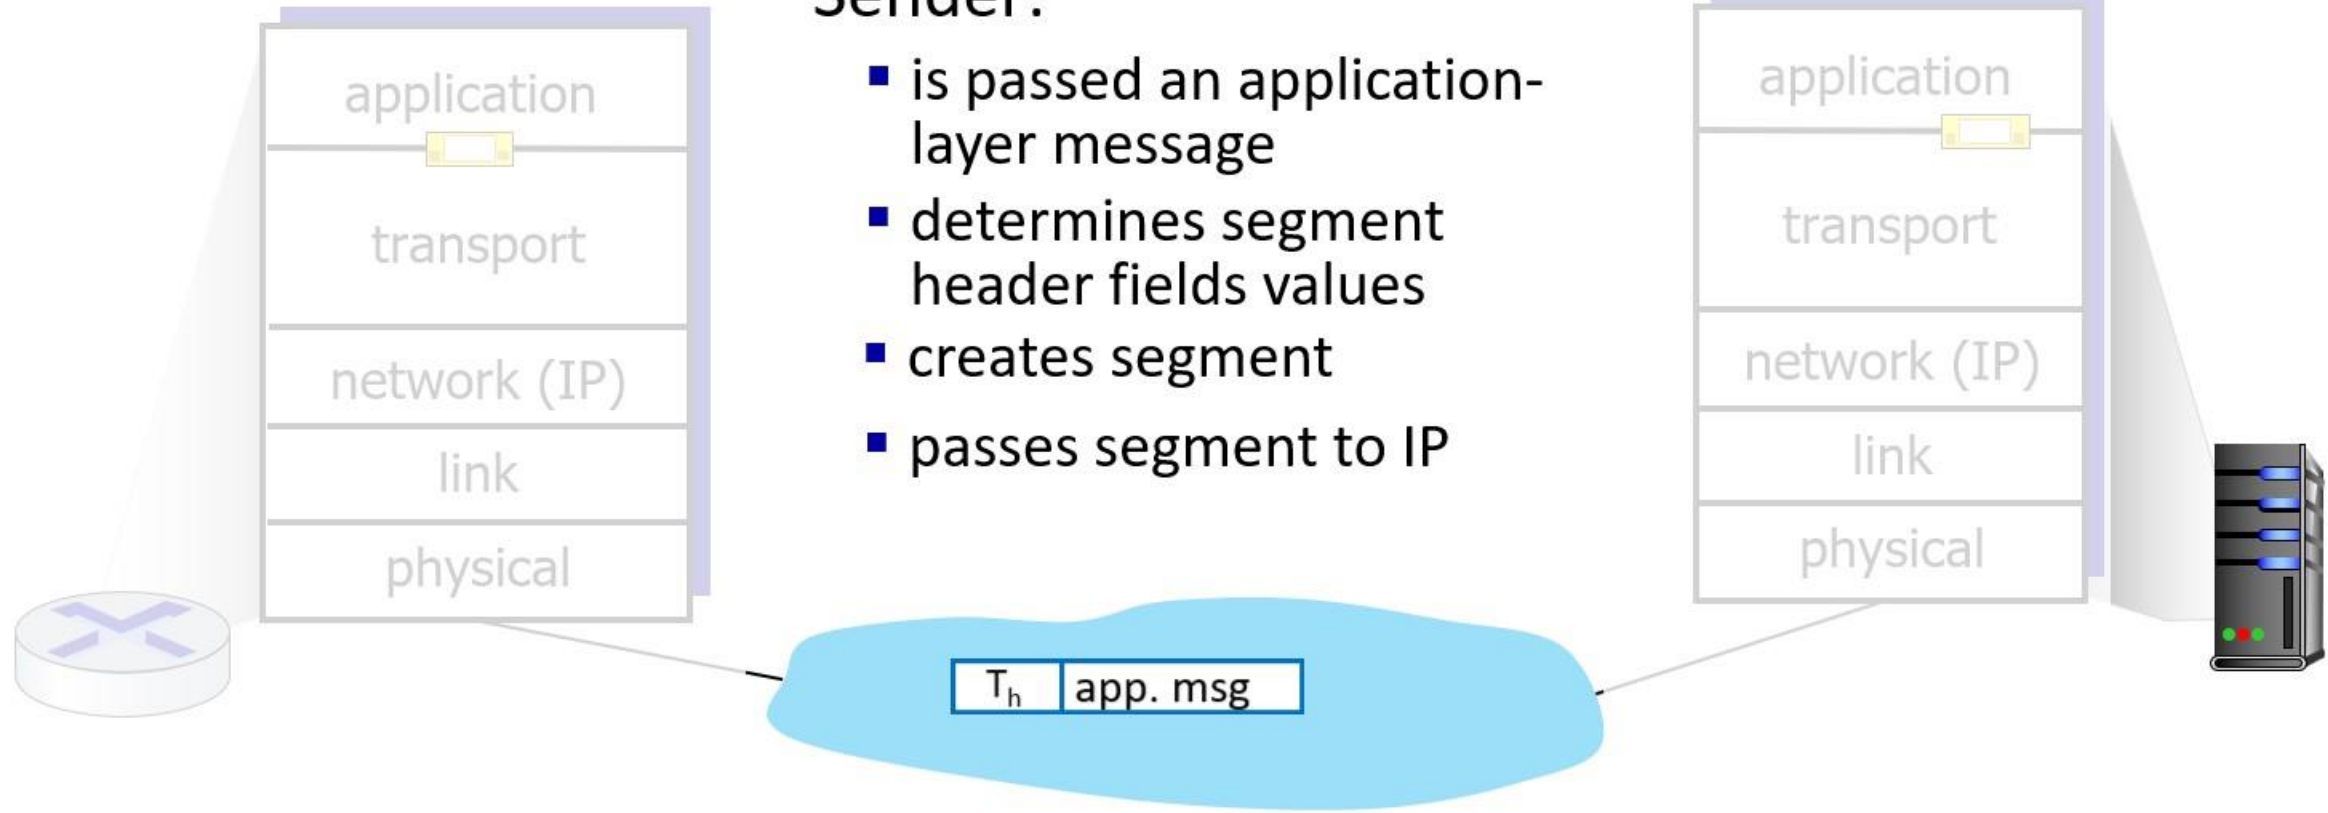 Sender:
application
transport
network (IP)
link
physical
▪ is passed an application-
layer message
▪ determines segment
header fields values
▪ creates segment
▪ passes segment to IP
application
transport
network (IP)
link
physical
Th app. msg